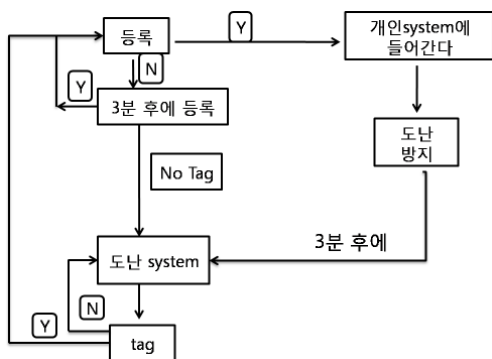 등록
Y
개인system에
들어간다
N
Y
3분 후에 등록
도난
방지
No Tag
3분 후에
도난 system
N
Y
tag